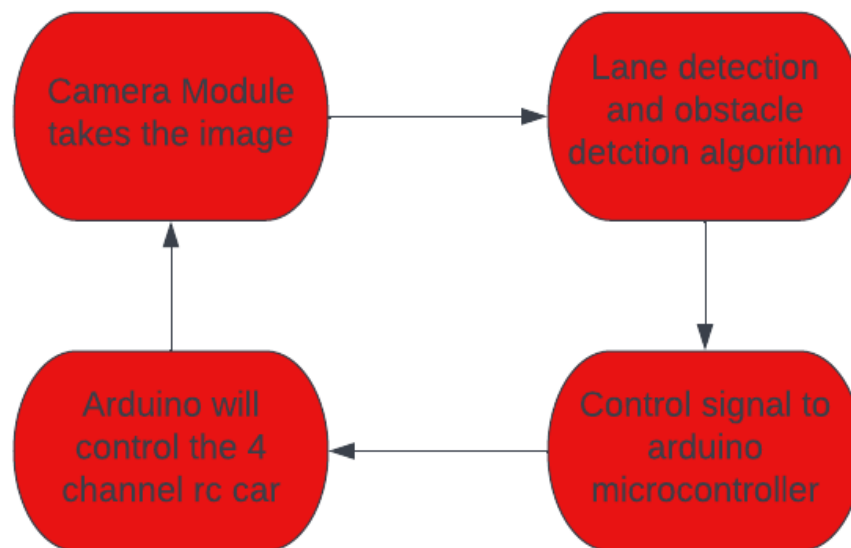 Camera Module
takes the image
Lane detection
and obstacle
detction algorithm
Control signal to
arduino
microcontroller
Arduino will
control the 4
channel rc car